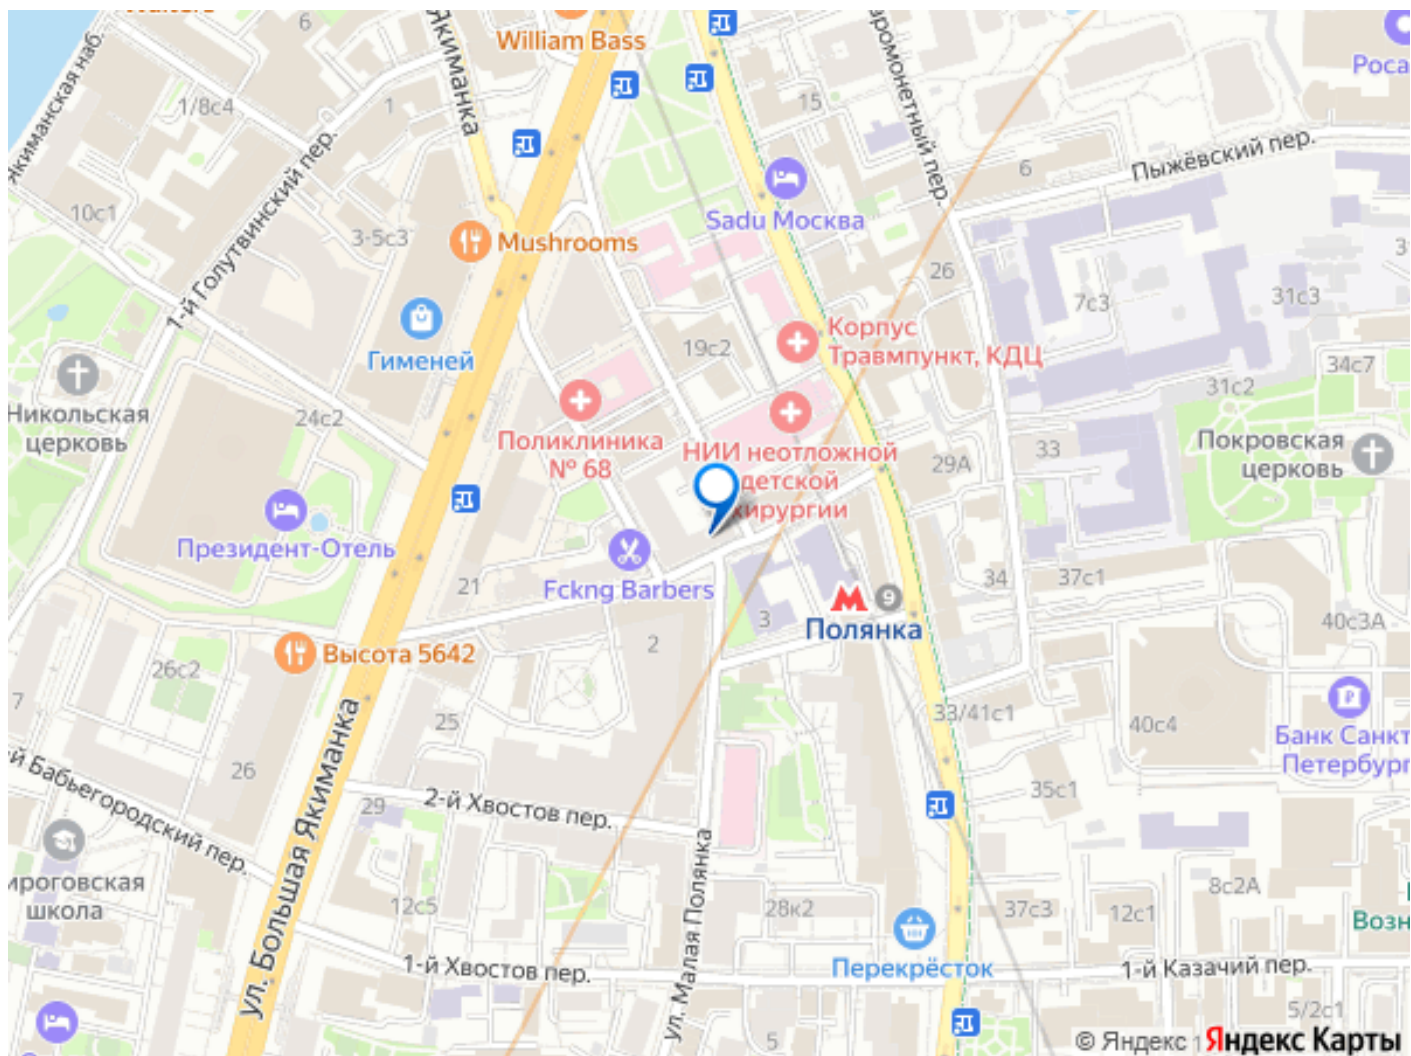 William Bass
Якиманская наб.
6
1/8с4
1
Якиманка
15
Пыжёвский пер.
6
10с1
1-й Голутвинский пер.
3-5с3
Mushrooms
Sadu Москва
26
7с3
31с3
Гименей
19с2
Корпус
Травмпункт, КДЦ
34с7
31с2
Никольская
церковь
24с2
Поликлиника
№ 68
НИИ неотложной
детской
хирургии
29А
33
Покровская
церковь
Президент-Отель
21
Fckng Barbers
3
9
Полянка
34
37с1
40с3А
Высота 5642
2
26с2
7
25
33/41с1
40с4
Банк Санкт
Петербург
26
29
2-й Хвостов пер.
35с1
ул. Большая Якиманка
12с5
ул. Малая Полянка
28к2
37с3
12с1
8с2А
школа
Перекрёсток
1-й Хвостов пер.
1-й Казачий пер.
5
5/2с1
© Яндекс
Яндекс Карты